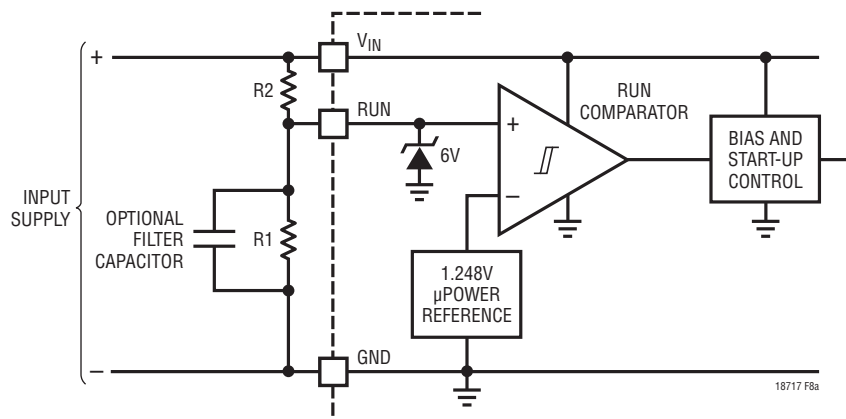 +
V_IN
R2
RUN
RUN
COMPARATOR
+
6V
−
BIAS AND
START-UP
CONTROL
INPUT
SUPPLY
OPTIONAL
FILTER
CAPACITOR
R1
1.248V
µPOWER
REFERENCE
−
GND
18717 F8a